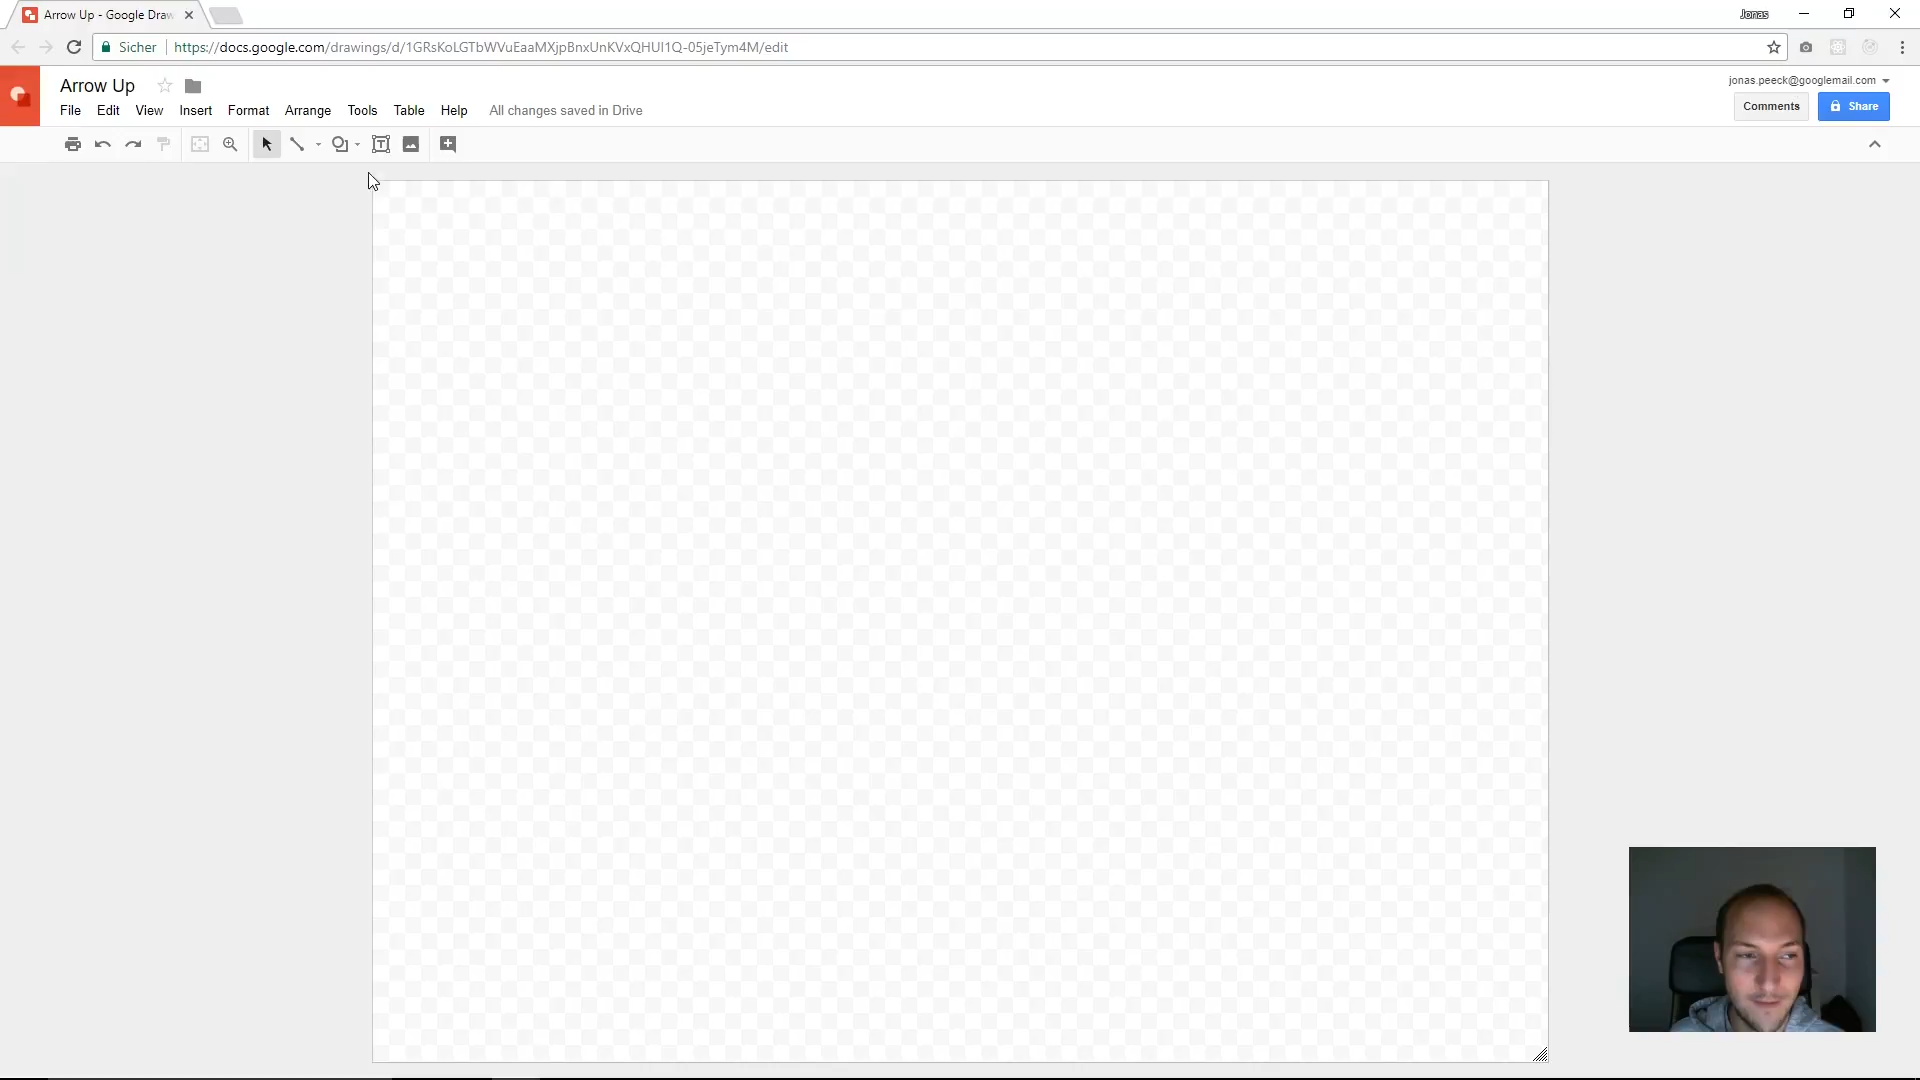 Arrow Up - Google Draw
Jonas
Sicher
https://docs.google.com/drawings/d/1GRsKoLGTbWVuEaaMXjpBnxUnKVxQHUI1Q-05jeTym4M/edit
Arrow Up
jonas.peeck@googlemail.com
File Edit View Insert Format Arrange Tools Table Help All changes saved in Drive
Comments Share